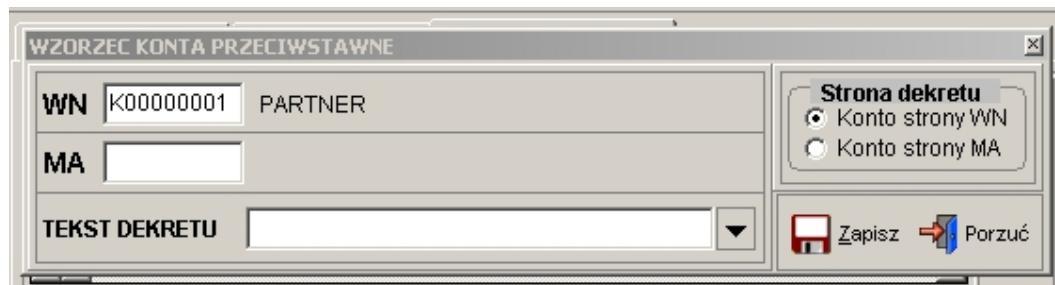 WZORZEC KONTA PRZECIWSTAWNE
WN K00000001 PARTNER
MA
TEKST DEKRETU
Strona dekretu
Konto strony WN
Konto strony MA
Zapisz Porzuć